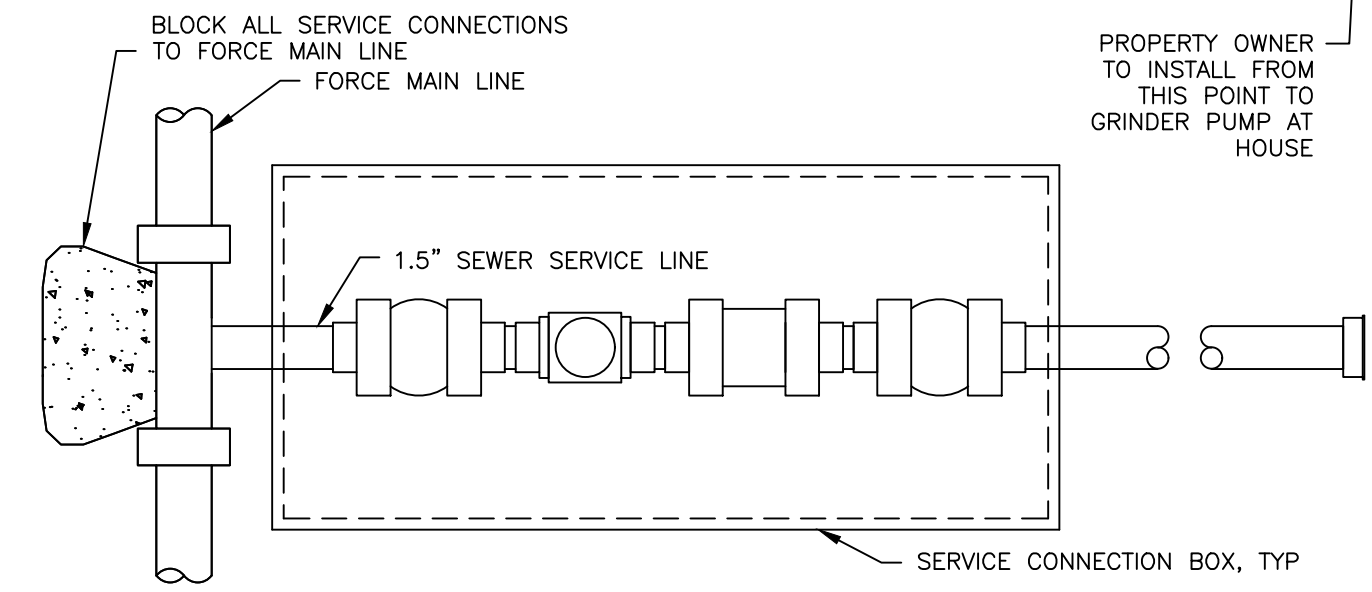 BLOCK ALL SERVICE CONNECTIONS
TO FORCE MAIN LINE
FORCE MAIN LINE
PROPERTY OWNER
TO INSTALL FROM
THIS POINT TO
GRINDER PUMP AT
HOUSE
1.5” SEWER SERVICE LINE
SERVICE CONNECTION BOX, TYP